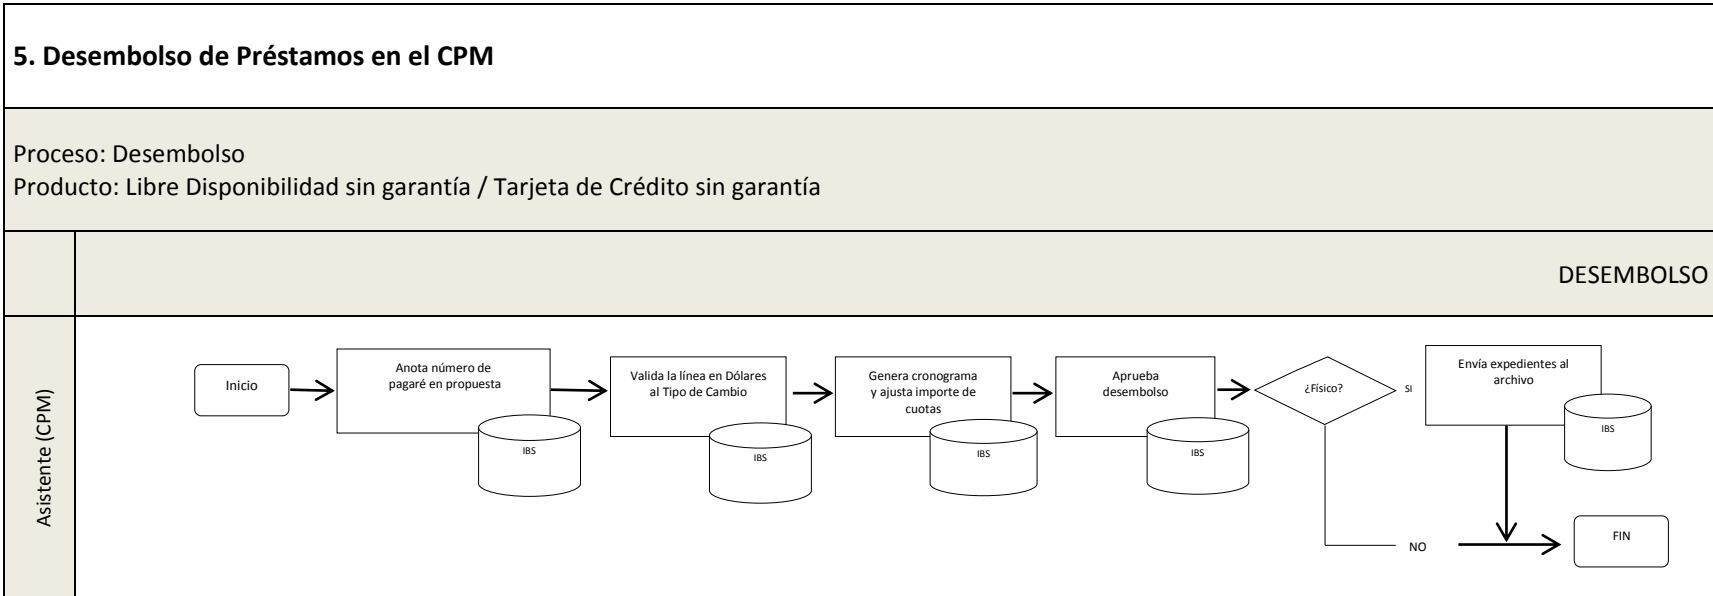 5. Desembolso de Préstamos en el CPM
Proceso: Desembolso
Producto: Libre Disponibilidad sin garantía / Tarjeta de Crédito sin garantía
DESEMBOLSO
Asistente (CPM)
Inicio
Anota número de
pagaré en propuesta
IBS
Valida la línea en Dólares
al Tipo de Cambio
IBS
Genera cronograma
y ajusta importe de
cuotas
IBS
Aprueba
desembolso
IBS
¿Físico?
SI
Envía expedientes al
archivo
IBS
NO
FIN